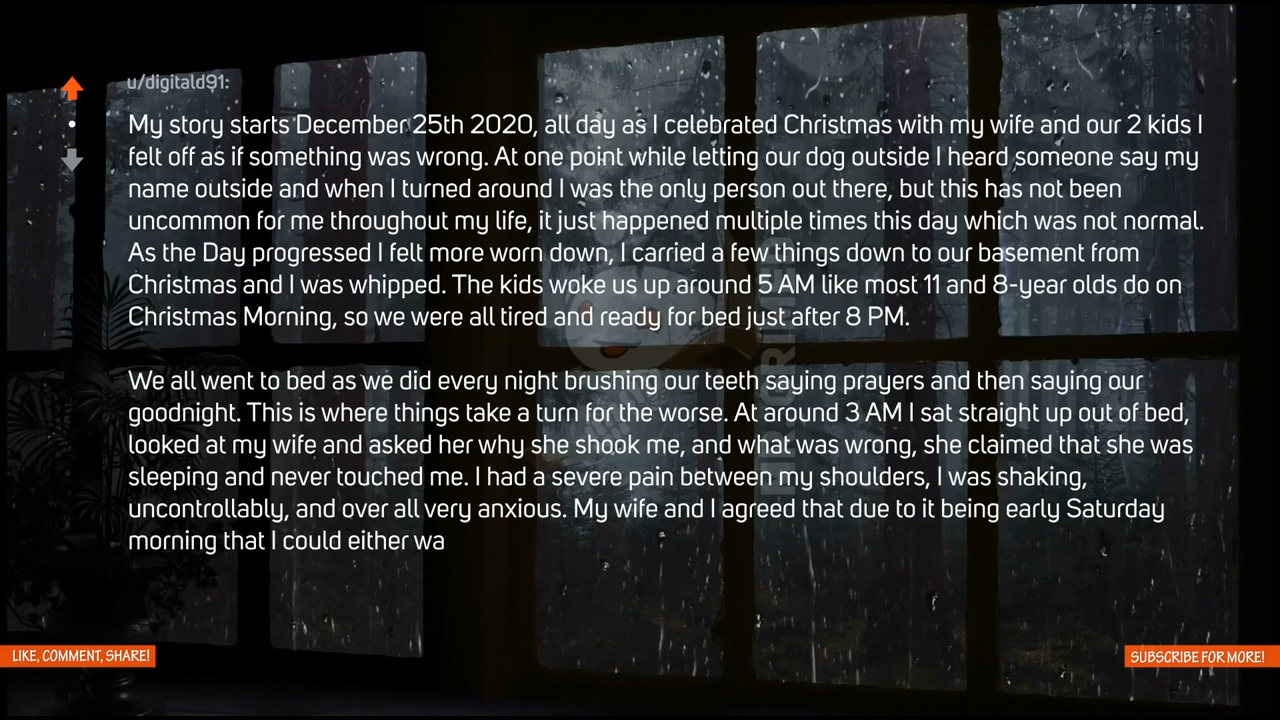 u/digitald91:
My story starts December 25th 2020, all day as I celebrated Christmas with my wife and our 2 kids I
felt off as if something was wrong. At one point while letting our dog outside I heard someone say my
name outside and when I turned around I was the only person out there, but this has not been
uncommon for me throughout my life, it just happened multiple times this day which was not normal.
As the Day progressed I felt more worn down, I carried a few things down to our basement from
Christmas and I was whipped. The kids woke us up around 5 AM like most 11 and 8-year olds do on
Christmas Morning, so we were all tired and ready for bed just after 8 PM.
We all went to bed as we did every night brushing our teeth saying prayers and then saying our
goodnight. This is where things take a turn for the worse. At around 3 AM I sat straight up out of bed,
looked at my wife and asked her why she shook me, and what was wrong, she claimed that she was
sleeping and never touched me. I had a severe pain between my shoulders, I was shaking,
uncontrollably, and over all very anxious. My wife and I agreed that due to it being early Saturday
morning that I could either wa
LIKE, COMMENT, SHARE!
SUBSCRIBE FOR MORE!